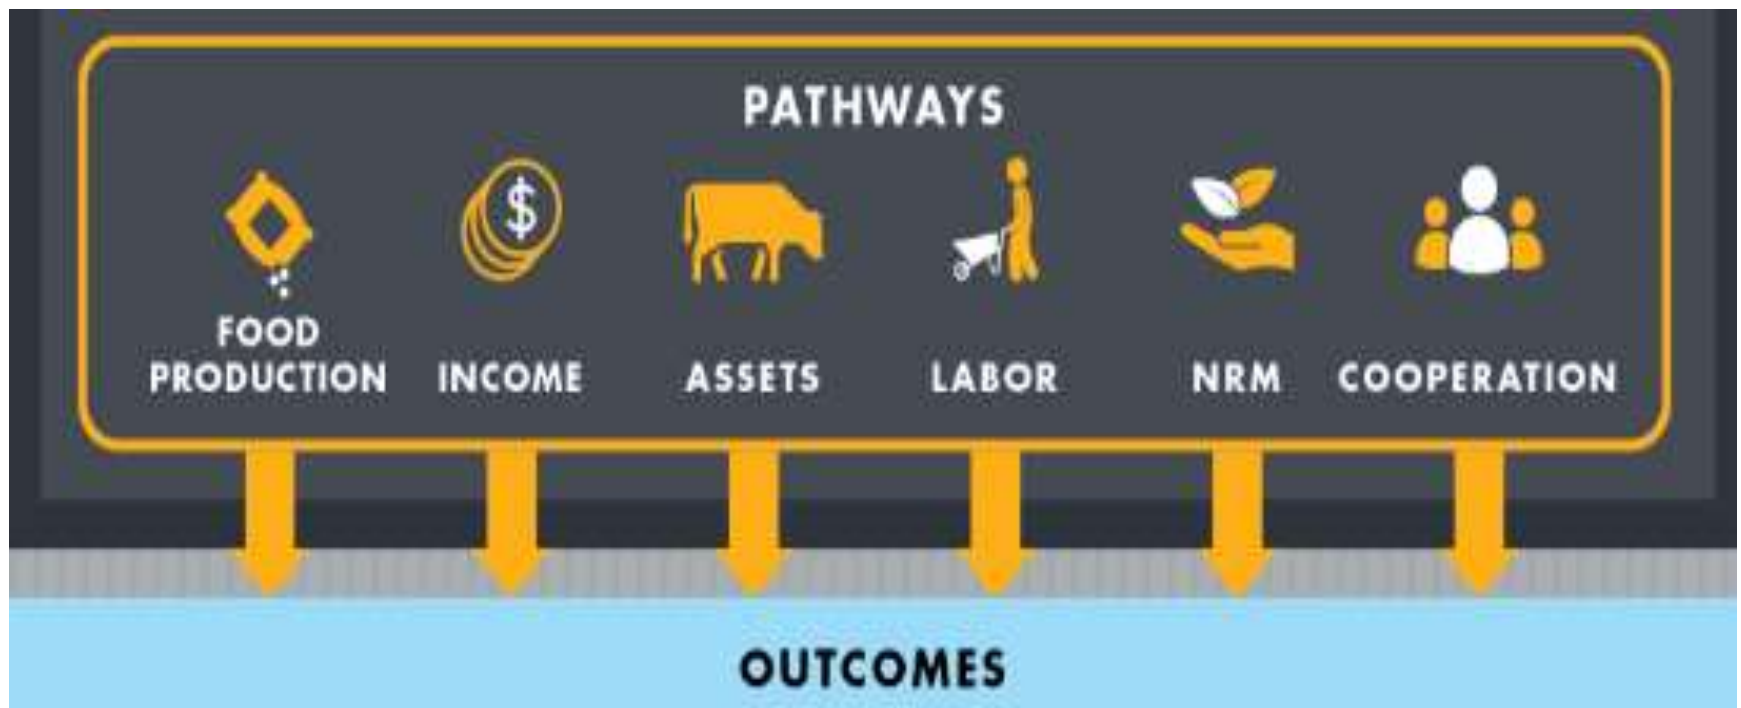 PATHWAYS
$
FOOD
PRODUCTION
INCOME
ASSETS
LABOR
NRM
COOPERATION
OUTCOMES